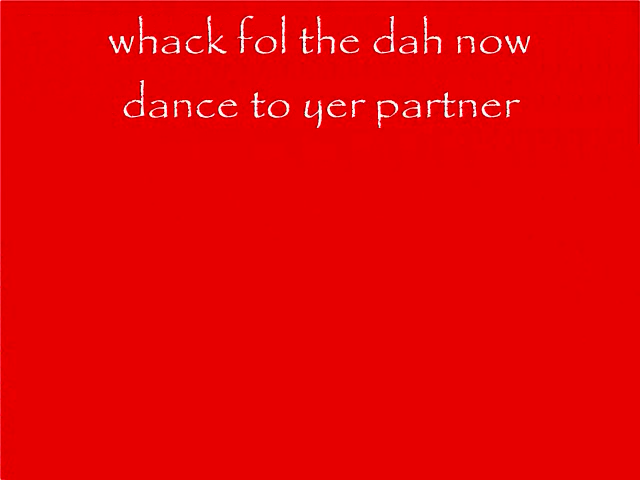 whack fol the dah now
dance to yer partner